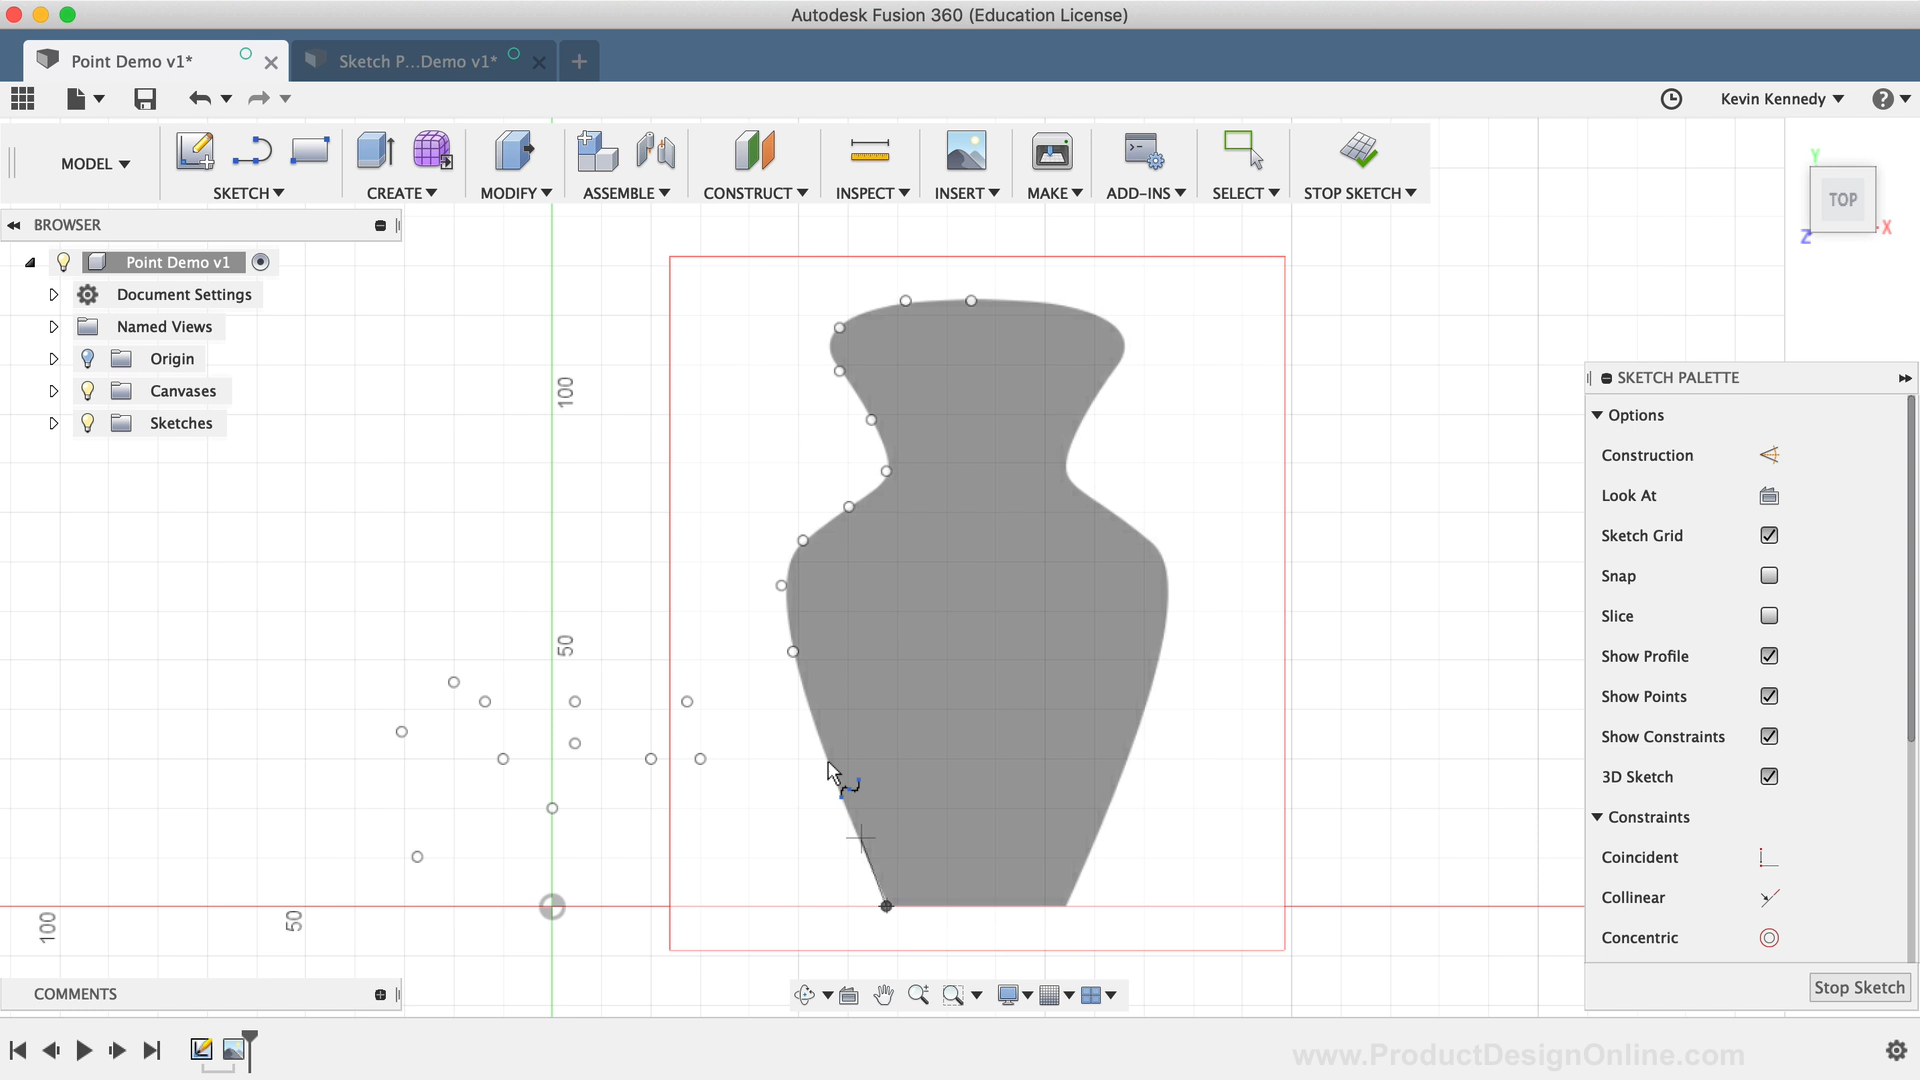 Autodesk Fusion 360 (Education License)
Point Demo v1*
Sketch P...Demo v1*
Kevin Kennedy
MODEL
SKETCH
CREATE
MODIFY
ASSEMBLE
CONSTRUCT
INSPECT
INSERT
MAKE
ADD-INS
SELECT
STOP SKETCH
Y
TOP
X
Z
BROWSER
Point Demo v1
Document Settings
Named Views
Origin
Canvases
Sketches
100
50
100
50
SKETCH PALETTE
Options
Construction
Look At
Sketch Grid
Snap
Slice
Show Profile
Show Points
Show Constraints
3D Sketch
Constraints
Coincident
Collinear
Concentric
Stop Sketch
COMMENTS
www.ProductDesignOnline.com